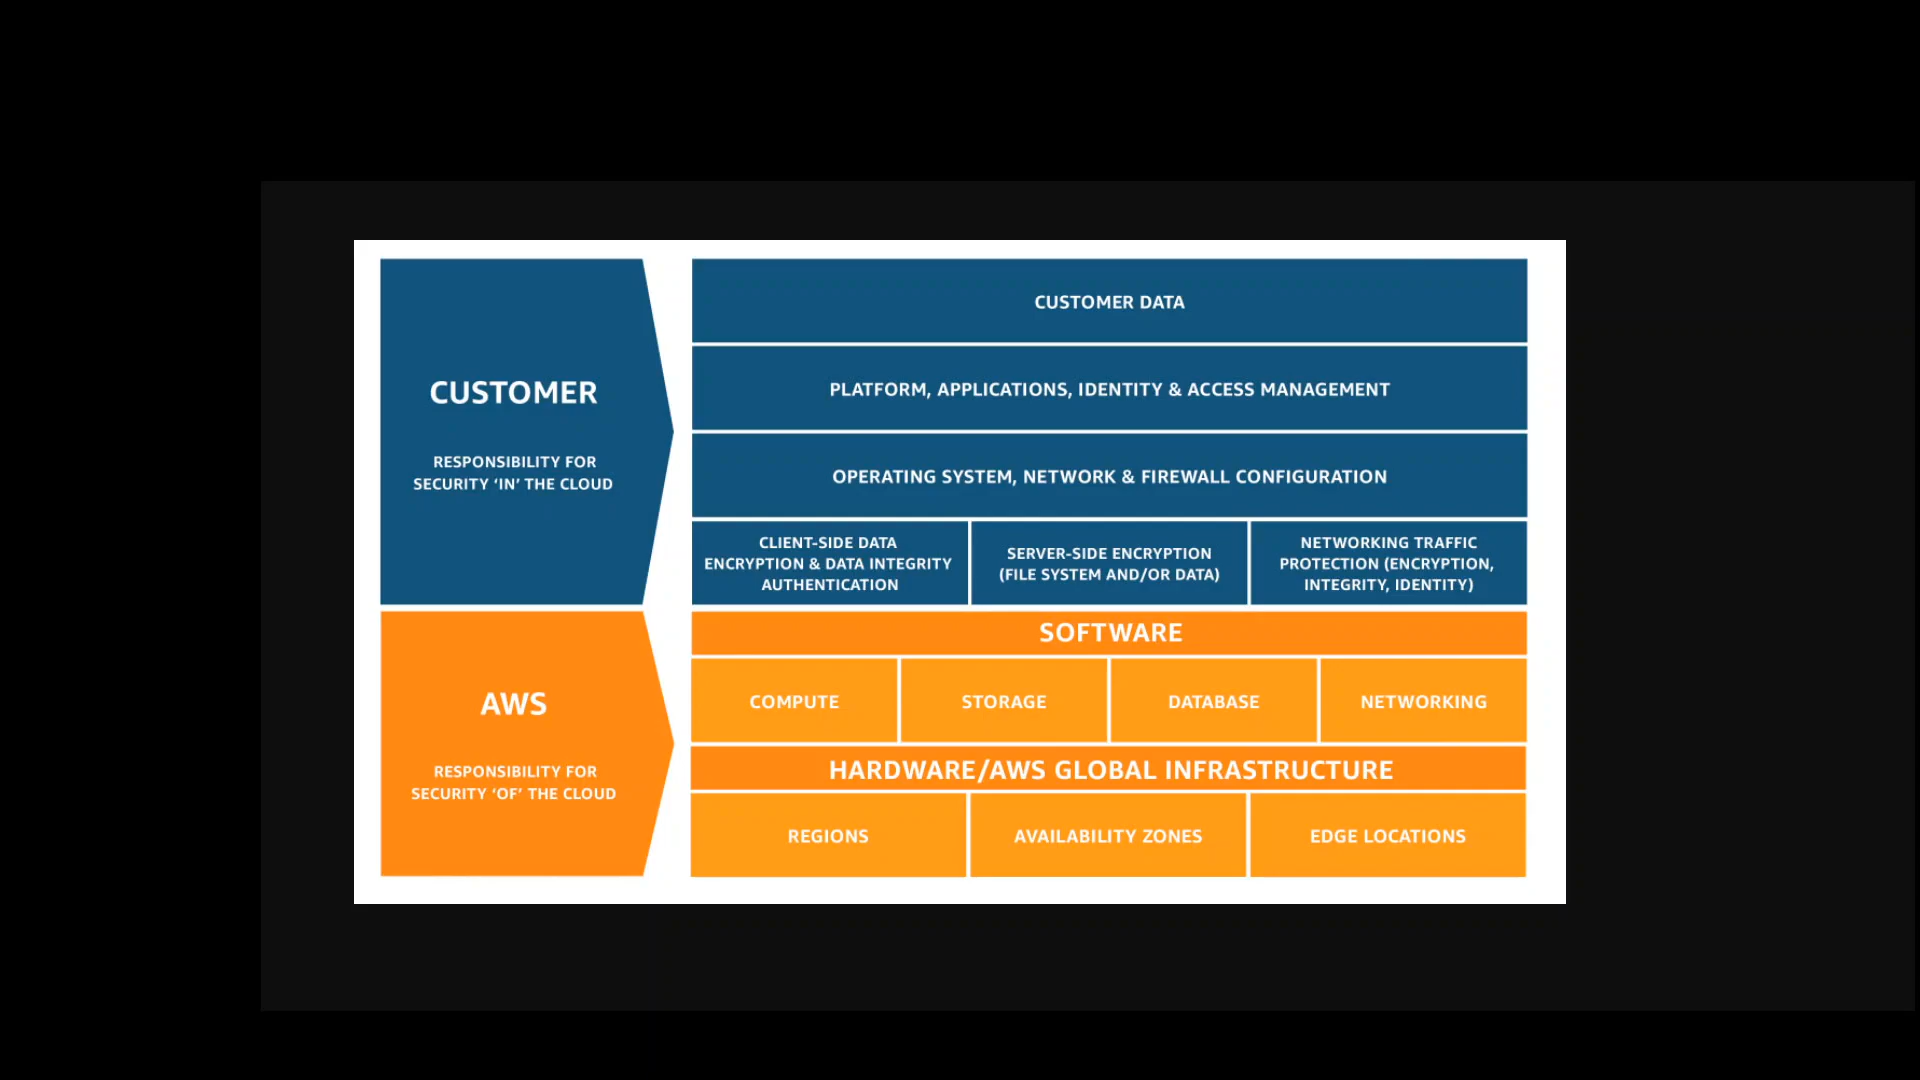 CUSTOMER
RESPONSIBILITY FOR
SECURITY ‘IN’ THE CLOUD
CUSTOMER DATA
PLATFORM, APPLICATIONS, IDENTITY & ACCESS MANAGEMENT
OPERATING SYSTEM, NETWORK & FIREWALL CONFIGURATION
CLIENT-SIDE DATA
ENCRYPTION & DATA INTEGRITY
AUTHENTICATION
SERVER-SIDE ENCRYPTION
(FILE SYSTEM AND/OR DATA)
NETWORKING TRAFFIC
PROTECTION (ENCRYPTION,
INTEGRITY, IDENTITY)
AWS
RESPONSIBILITY FOR
SECURITY ‘OF’ THE CLOUD
SOFTWARE
COMPUTE
STORAGE
DATABASE
NETWORKING
HARDWARE/AWS GLOBAL INFRASTRUCTURE
REGIONS
AVAILABILITY ZONES
EDGE LOCATIONS